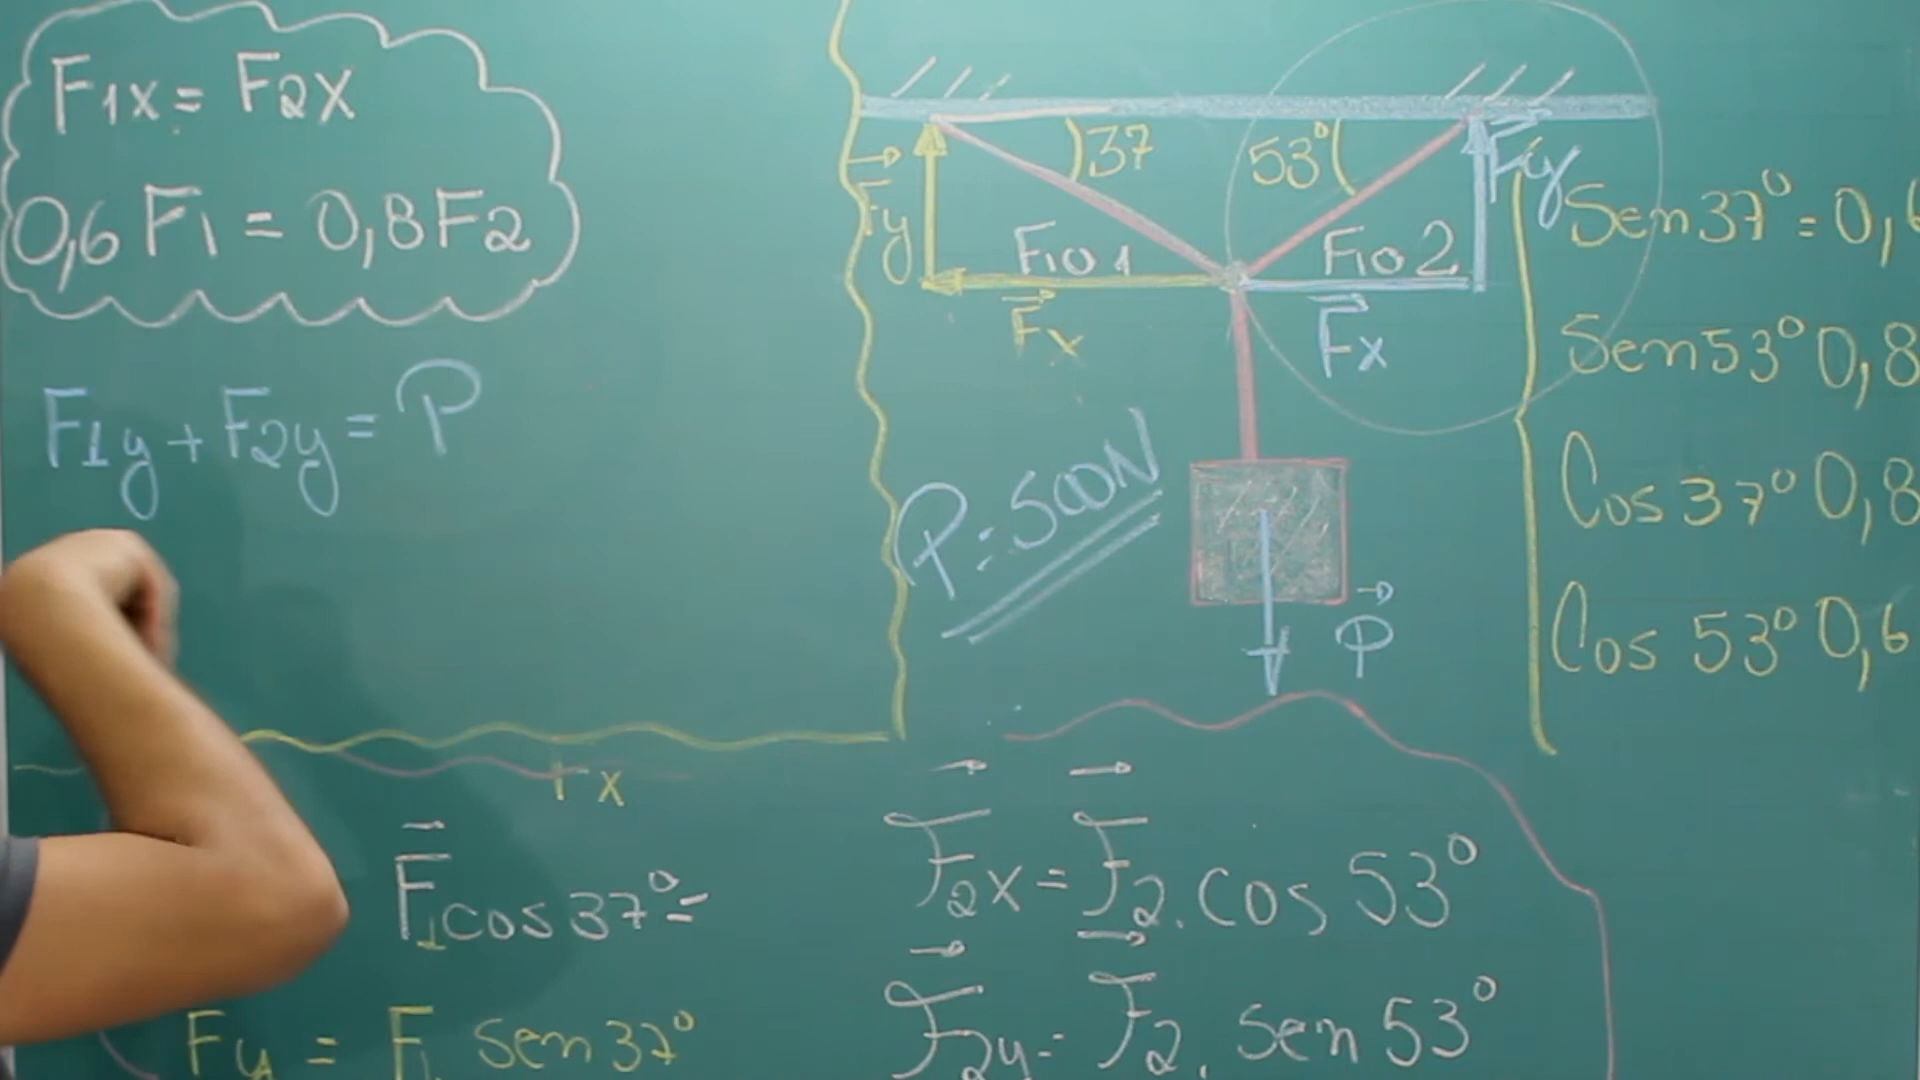 F1x = F2x
0,6 F1 = 0,8 F2
F1y + F2y = P
37
53°
Fy
Fy
Fio 1
Fio 2
Fx
Fx
P = 500N
P
Sen 37° = 0,6
Sen 53° 0,8
Cos 37° 0,8
Cos 53° 0,6
x
F1 cos 37° =
Fy = F1 Sen 37°
F2x = F2 . cos 53°
F2y = F2 . Sen 53°